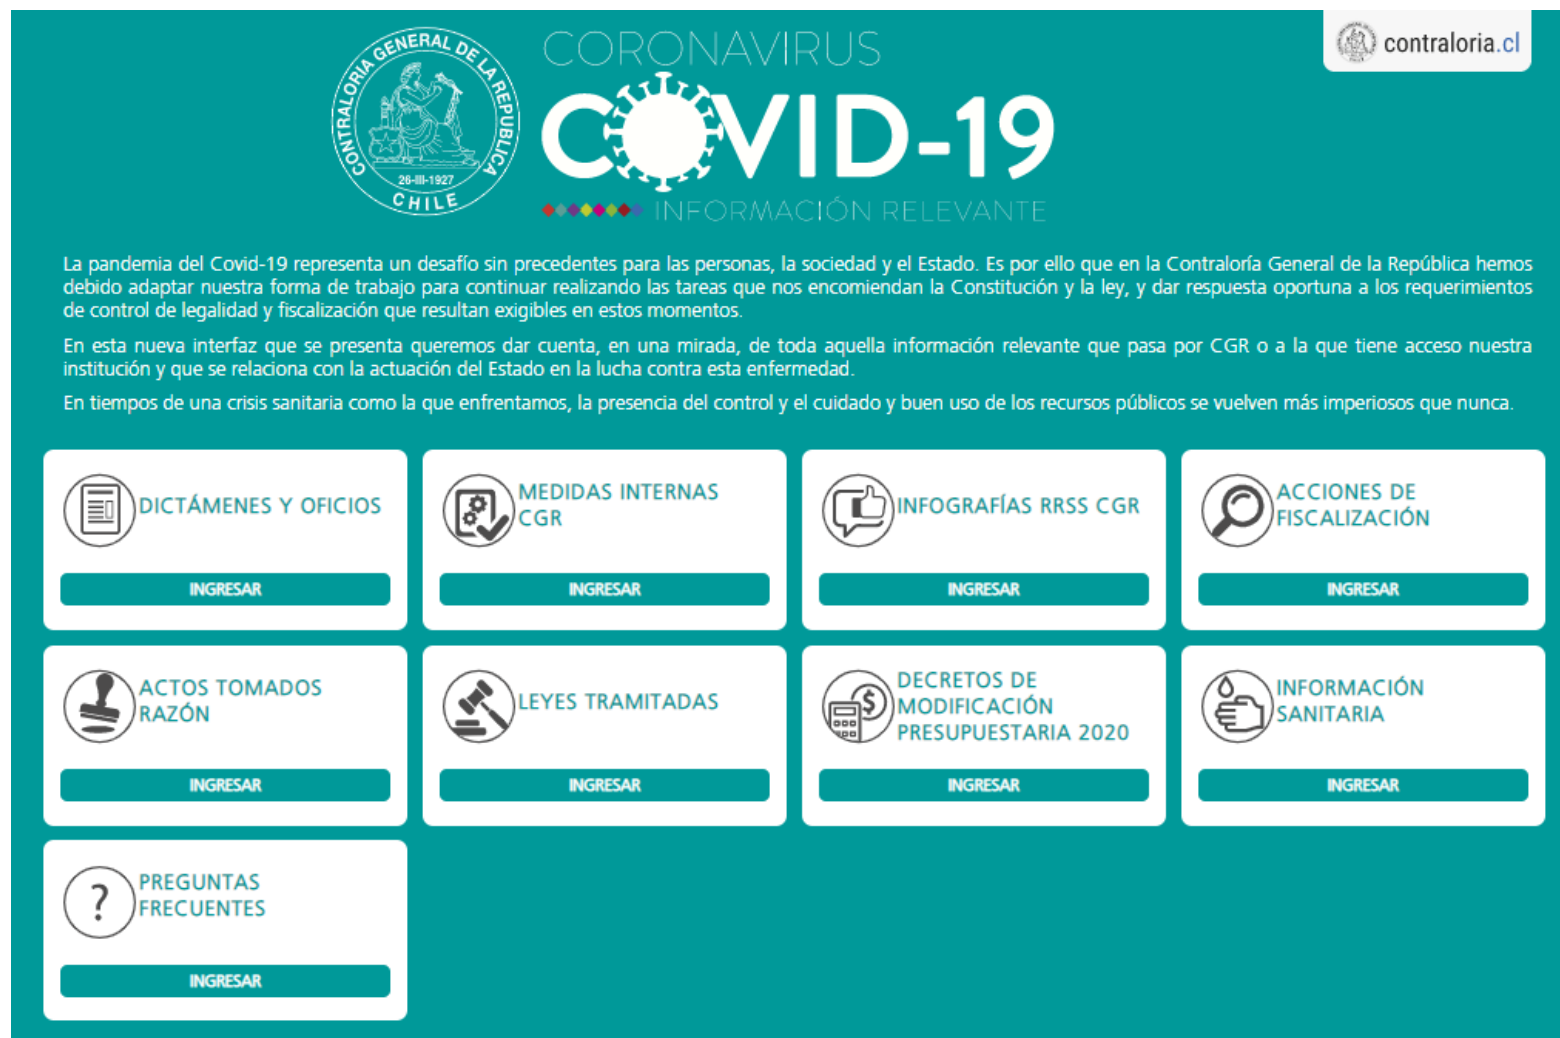 CONTRALORIA GENERAL DE LA REPUBLICA
26-III-1927
CHILE
CORONAVIRUS
COVID-19
INFORMACIÓN RELEVANTE
contraloria.cl
La pandemia del Covid-19 representa un desafío sin precedentes para las personas, la sociedad y el Estado. Es por ello que en la Contraloría General de la República hemos
debido adaptar nuestra forma de trabajo para continuar realizando las tareas que nos encomiendan la Constitución y la ley, y dar respuesta oportuna a los requerimientos
de control de legalidad y fiscalización que resultan exigibles en estos momentos.
En esta nueva interfaz que se presenta queremos dar cuenta, en una mirada, de toda aquella información relevante que pasa por CGR o a la que tiene acceso nuestra
institución y que se relaciona con la actuación del Estado en la lucha contra esta enfermedad.
En tiempos de una crisis sanitaria como la que enfrentamos, la presencia del control y el cuidado y buen uso de los recursos públicos se vuelven más imperiosos que nunca.
DICTÁMENES Y OFICIOS
INGRESAR
MEDIDAS INTERNAS
CGR
INGRESAR
INFOGRAFÍAS RRSS CGR
INGRESAR
ACCIONES DE
FISCALIZACIÓN
INGRESAR
ACTOS TOMADOS
RAZÓN
INGRESAR
LEYES TRAMITADAS
INGRESAR
DECRETOS DE
MODIFICACIÓN
PRESUPUESTARIA 2020
INGRESAR
INFORMACIÓN
SANITARIA
INGRESAR
PREGUNTAS
FRECUENTES
INGRESAR